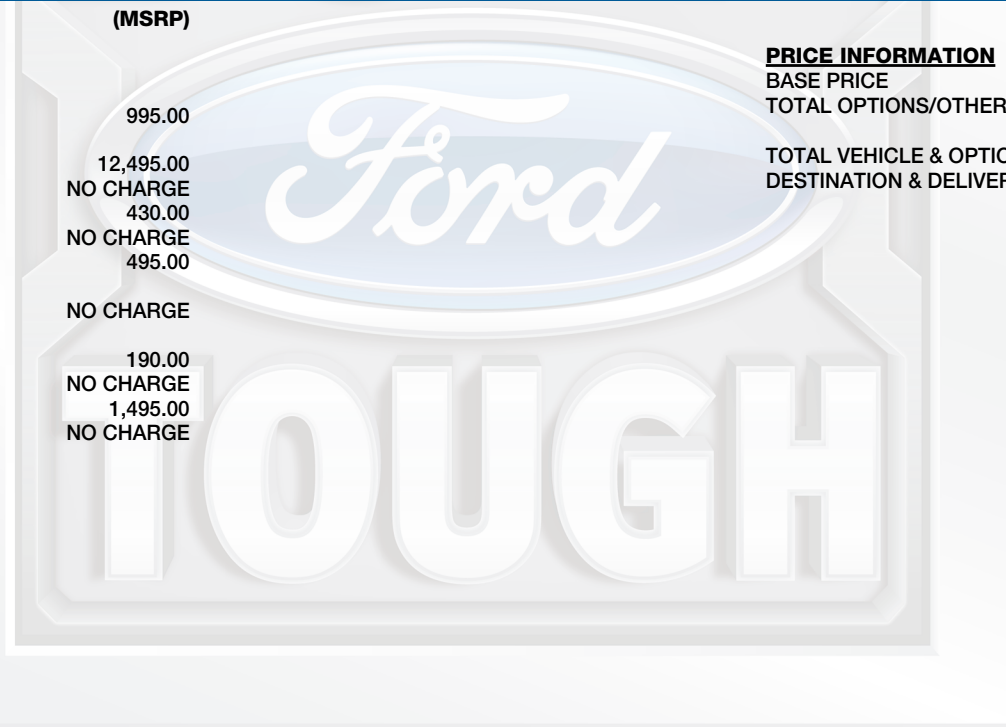 (MSRP)
995.00
12,495.00
NO CHARGE
430.00
NO CHARGE
495.00
NO CHARGE
190.00
NO CHARGE
1,495.00
NO CHARGE
PRICE INFORMATION
BASE PRICE
TOTAL OPTIONS/OTHER
TOTAL VEHICLE & OPTIO
DESTINATION & DELIVER
Ford
TOUGH